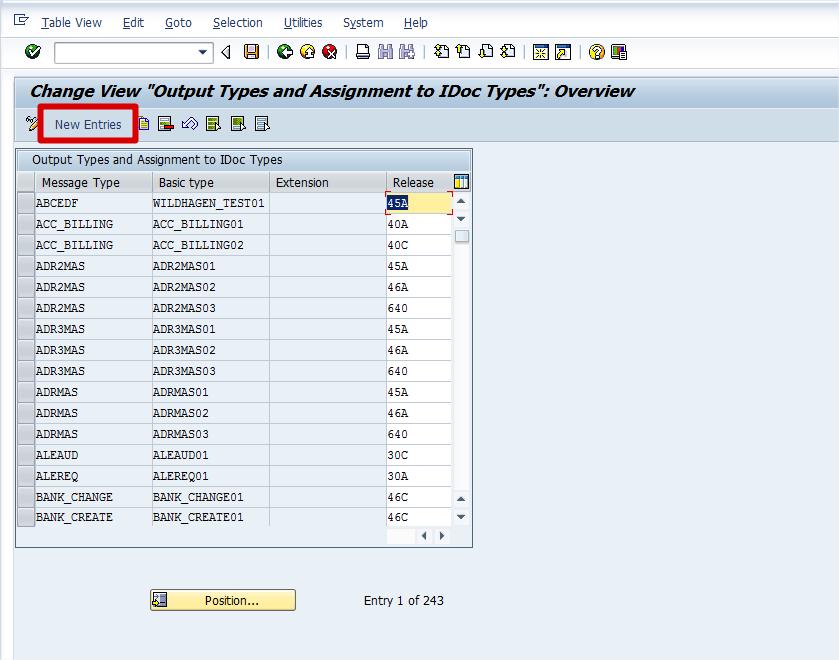 Table View Edit Goto Selection Utilities System Help
Change View "Output Types and Assignment to IDoc Types": Overview
New Entries
Output Types and Assignment to IDoc Types
Message Type Basic type Extension Release
ABCEDF WILDHAGEN_TEST01 45A
ACC_BILLING ACC_BILLING01 40A
ACC_BILLING ACC_BILLING02 40C
ADR2MAS ADR2MAS01 45A
ADR2MAS ADR2MAS02 46A
ADR2MAS ADR2MAS03 640
ADR3MAS ADR3MAS01 45A
ADR3MAS ADR3MAS02 46A
ADR3MAS ADR3MAS03 640
ADRMAS ADRMAS01 45A
ADRMAS ADRMAS02 46A
ADRMAS ADRMAS03 640
ALEAUD ALEAUD01 30C
ALEREQ ALEREQ01 30A
BANK_CHANGE BANK_CHANGE01 46C
BANK_CREATE BANK_CREATE01 46C
Position... Entry 1 of 243